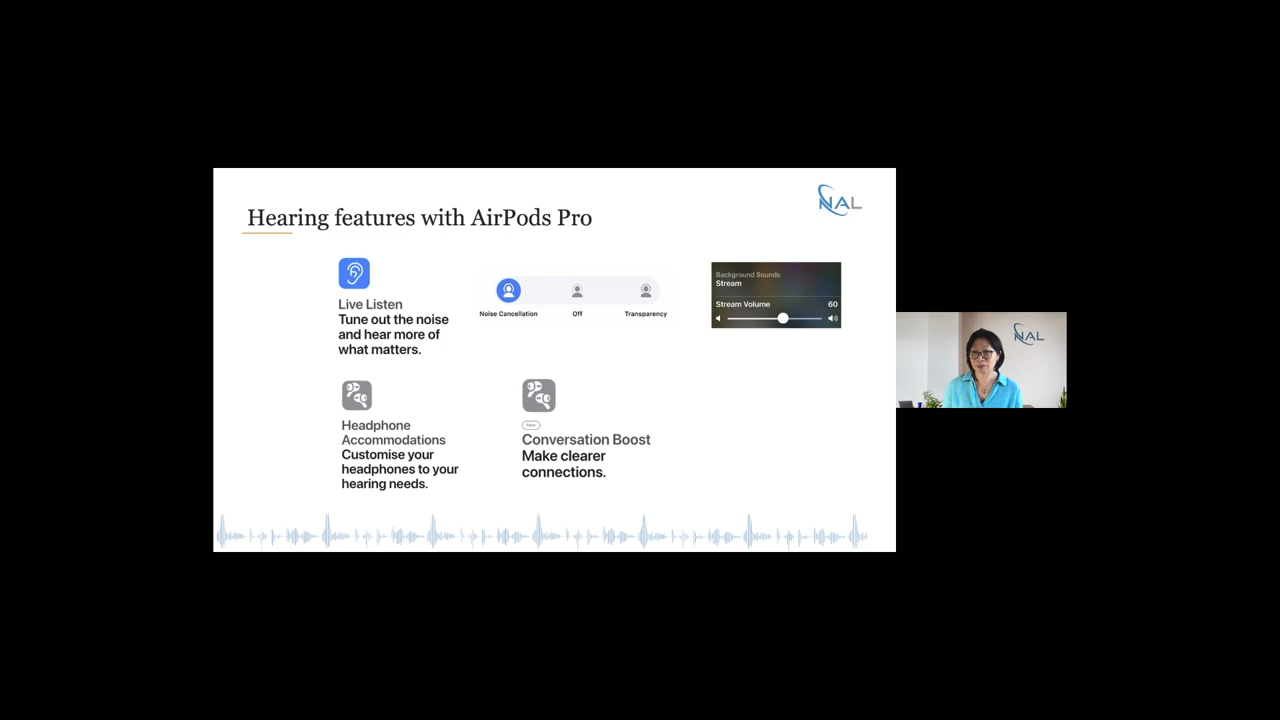 NAL
Hearing features with AirPods Pro
Live Listen
Tune out the noise
and hear more of
what matters.
Noise Cancellation
Off
Transparency
Background Sounds
Stream
Stream Volume 60
NAL
Headphone
Accommodations
Customise your
headphones to your
hearing needs.
New
Conversation Boost
Make clearer
connections.